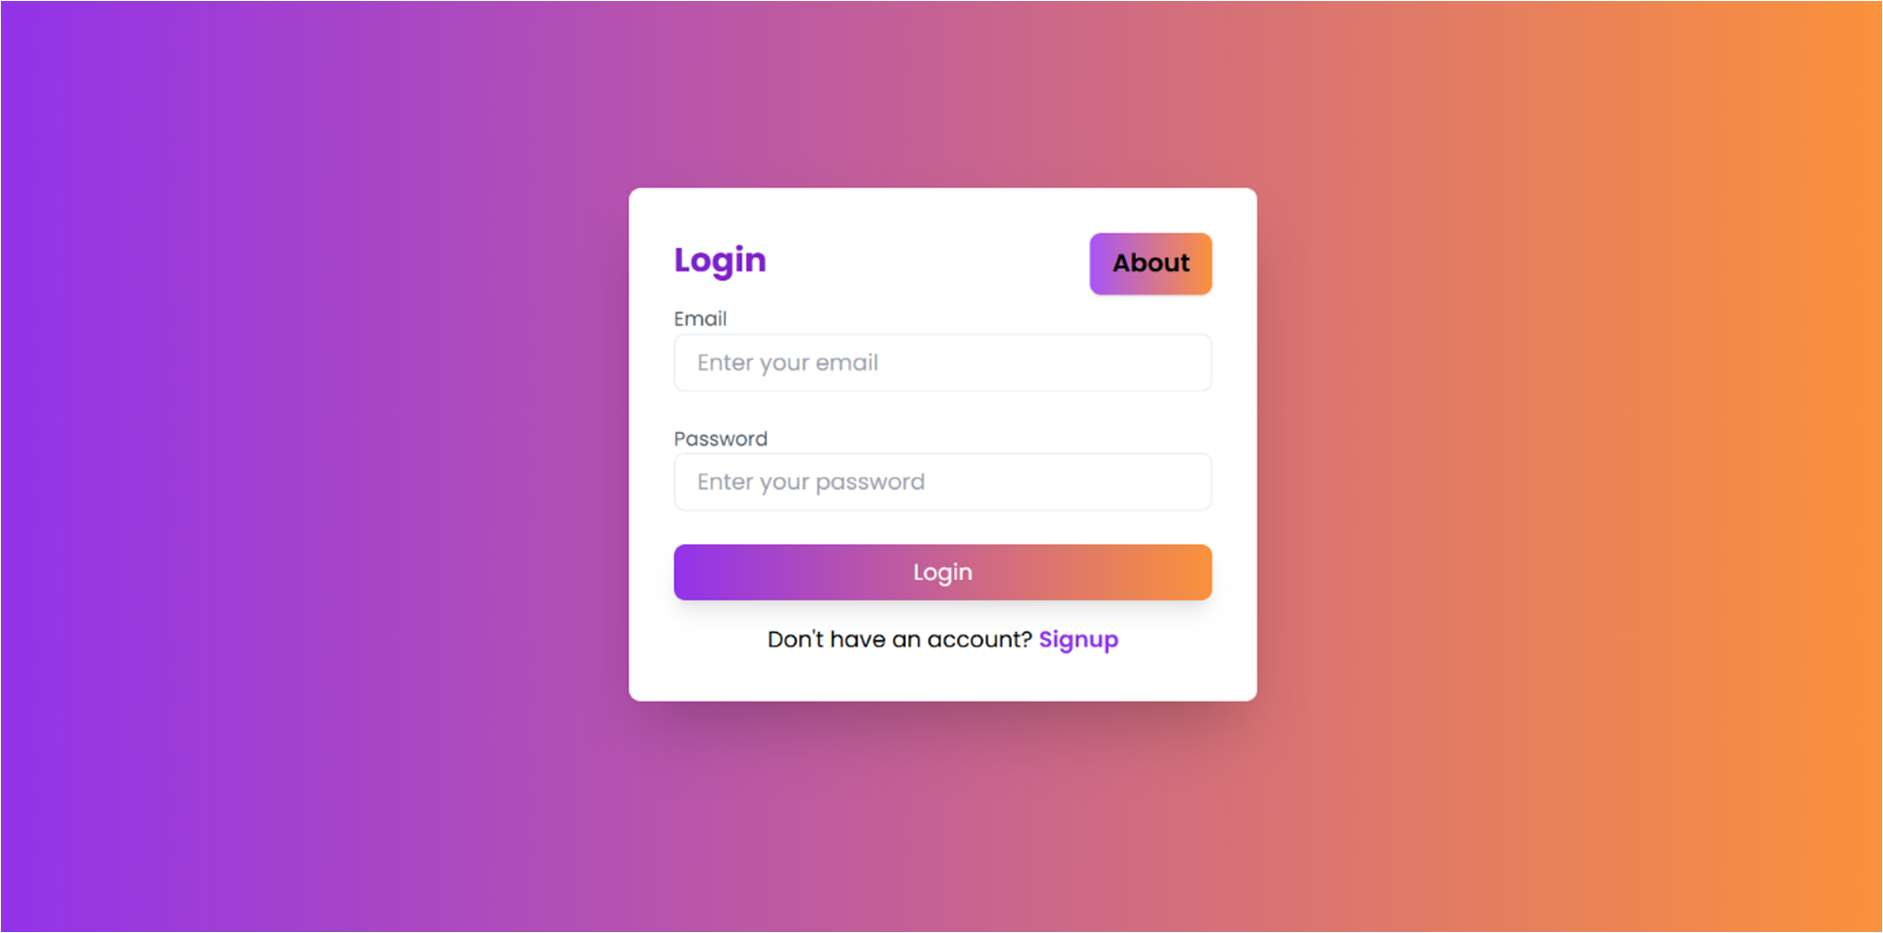 Login
About
Email
Enter your email
Password
Enter your password
Login
Don't have an account? Signup